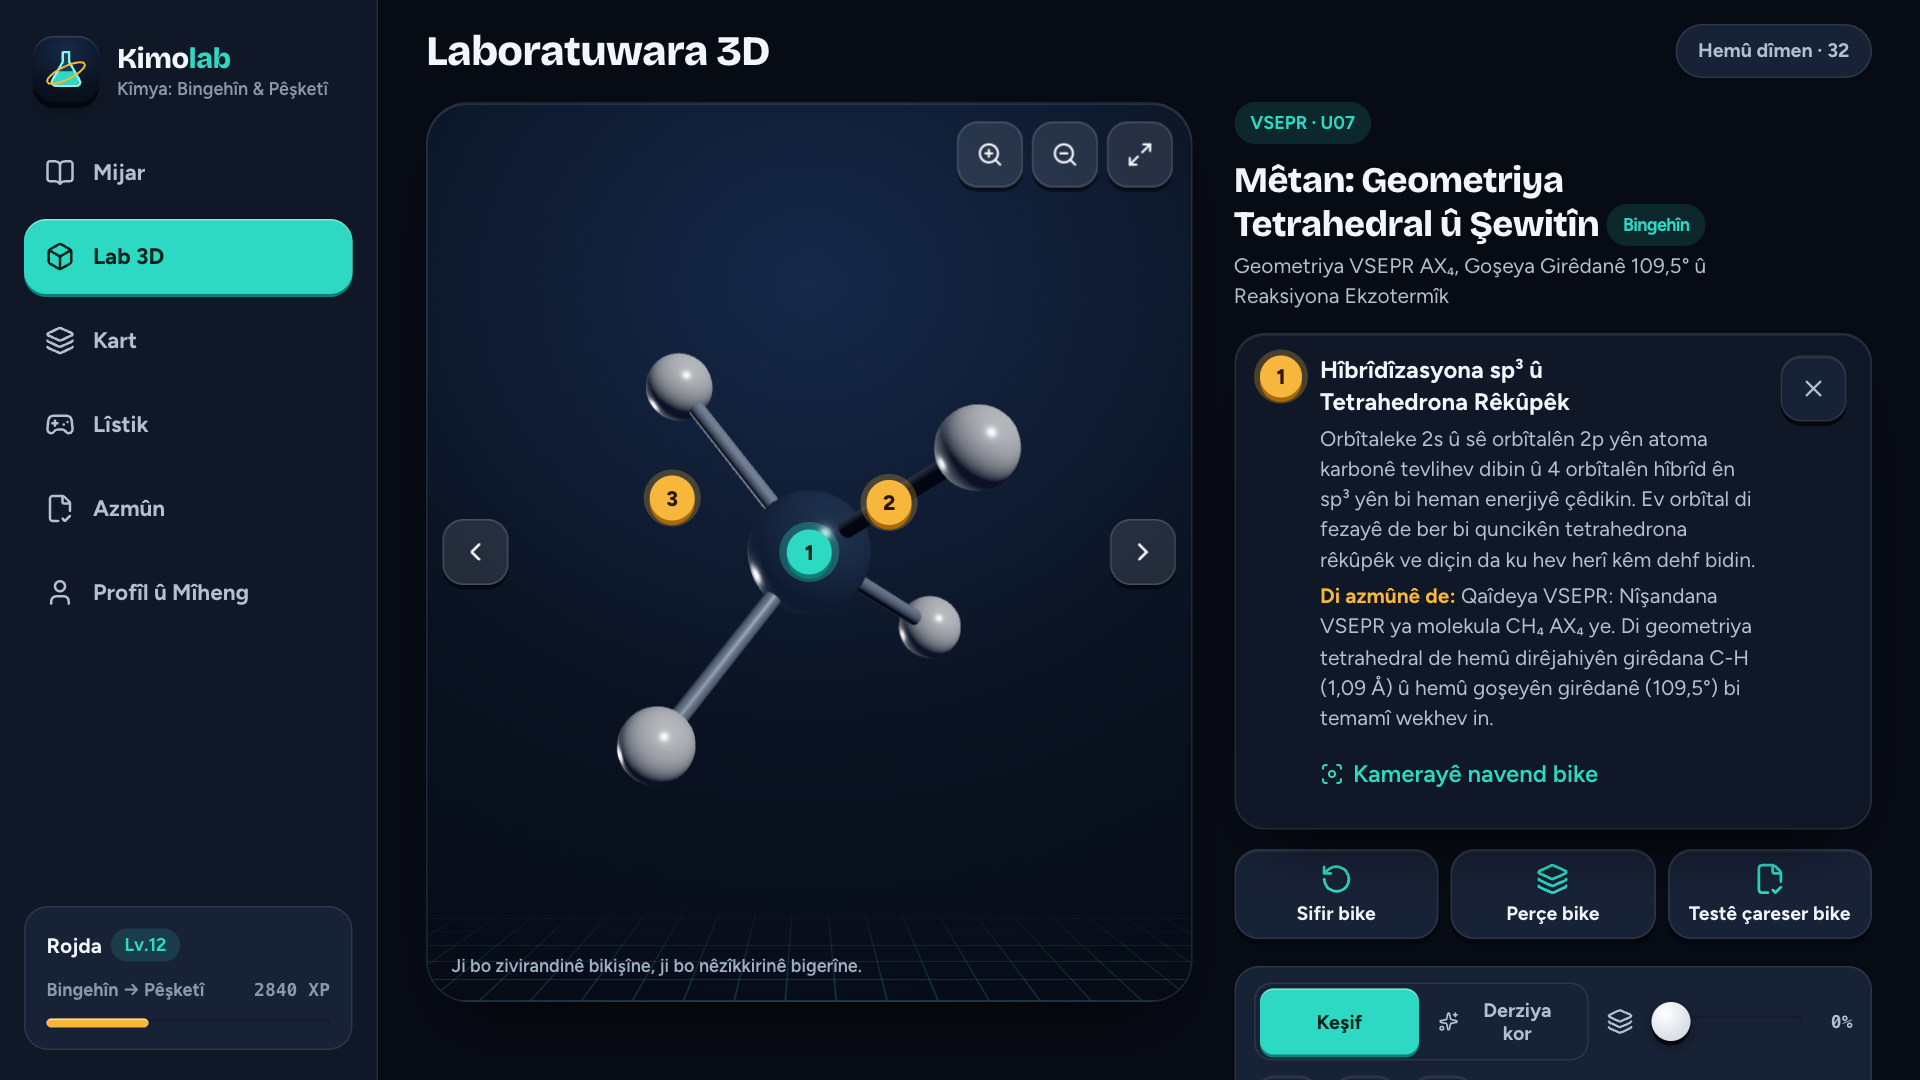 Kimolab
Kîmya: Bingehîn & Pêşketî
Mijar
Lab 3D
Kart
Lîstik
Azmûn
Profîl û Mîheng
Rojda Lv.12
Bingehîn → Pêşketî 2840 XP
Laboratuwara 3D
Hemû dîmen · 32
3
2
1
Ji bo zivirandinê bikişîne, ji bo nêzîkkirinê bigerîne.
VSEPR · U07
Mêtan: Geometriya
Tetrahedral û Şewitîn Bingehîn
Geometriya VSEPR AX₄, Goşeya Girêdanê 109,5° û
Reaksiyona Ekzotermîk
1
Hîbrîdîzasyona sp³ û
Tetrahedrona Rêkûpêk
Orbîtaleke 2s û sê orbîtalên 2p yên atoma
karbonê tevlihev dibin û 4 orbîtalên hîbrîd ên
sp³ yên bi heman enerjiyê çêdikin. Ev orbîtal di
fezayê de ber bi quncikên tetrahedrona
rêkûpêk ve diçin da ku hev herî kêm dehf bidin.
Di azmûnê de: Qaîdeya VSEPR: Nîşandana
VSEPR ya molekula CH₄ AX₄ ye. Di geometriya
tetrahedral de hemû dirêjahiyên girêdana C-H
(1,09 Å) û hemû goşeyên girêdanê (109,5°) bi
temamî wekhev in.
Kamerayê navend bike
Sifir bike
Perçe bike
Testê çareser bike
Keşif
Derziya
kor
0%